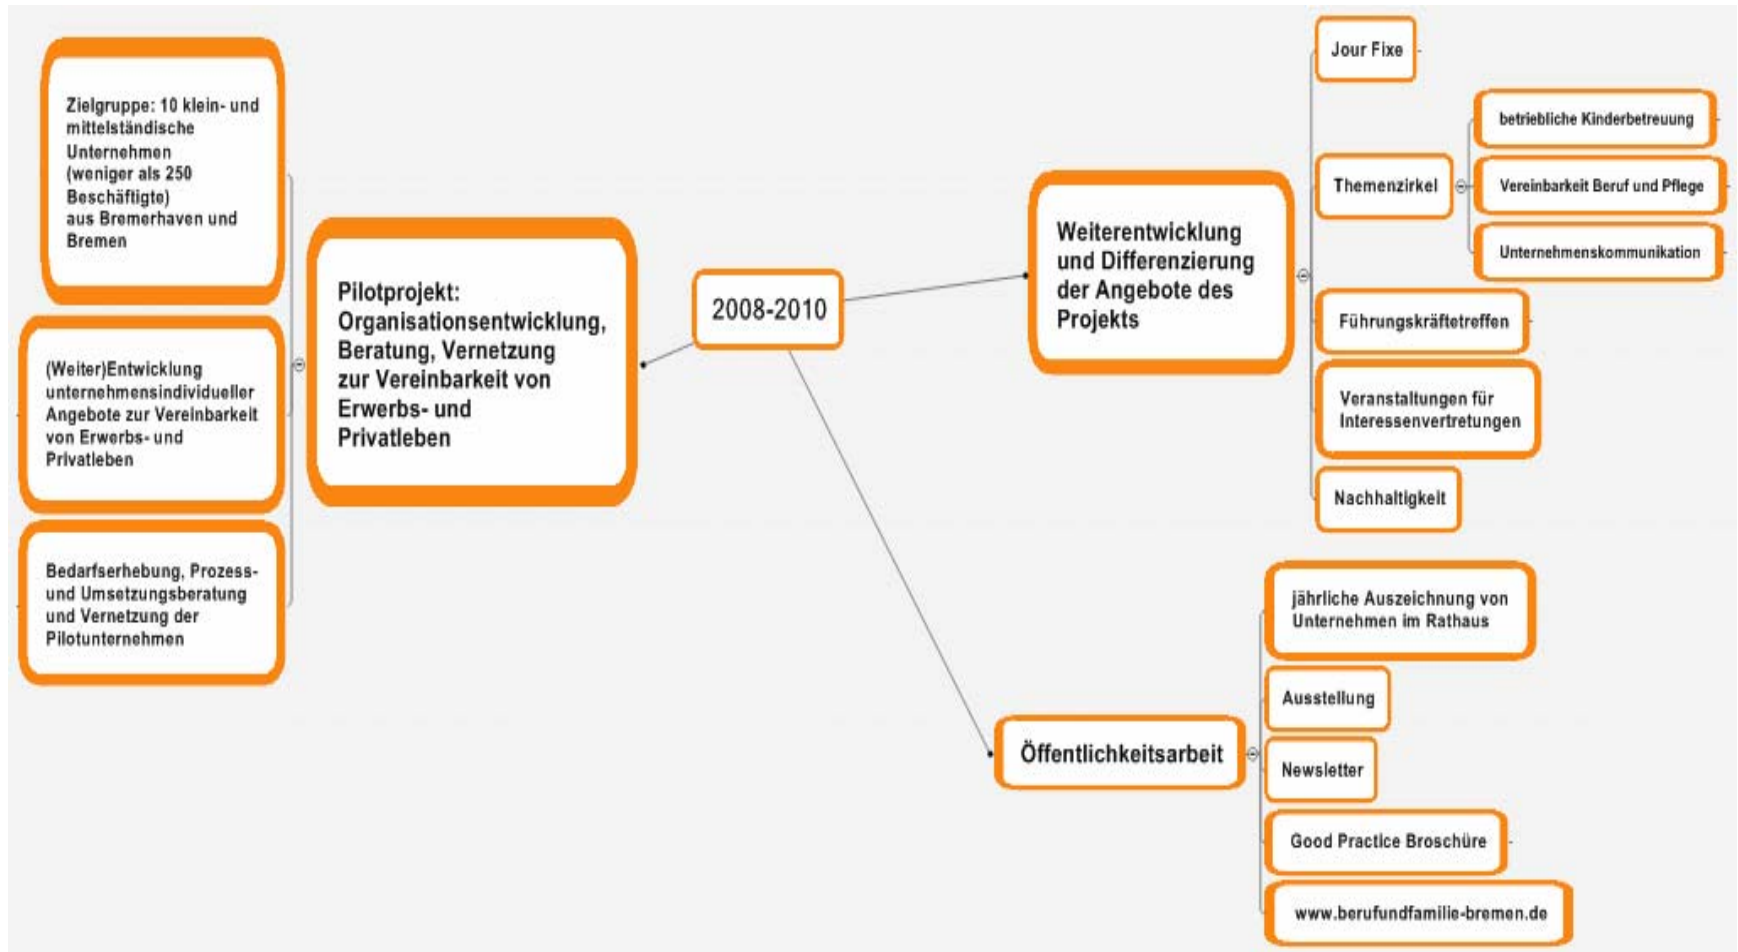 2008-2010
Pilotprojekt:
Organisationsentwicklung,
Beratung, Vernetzung
zur Vereinbarkeit von
Erwerbs- und
Privatleben
Zielgruppe: 10 klein- und
mittelständische
Unternehmen
(weniger als 250
Beschäftigte)
aus Bremerhaven und
Bremen
(Weiter)Entwicklung
unternehmensindividueller
Angebote zur Vereinbarkeit
von Erwerbs- und
Privatleben
Bedarfserhebung, Prozess-
und Umsetzungsberatung
und Vernetzung der
Pilotunternehmen
Weiterentwicklung
und Differenzierung
der Angebote des
Projekts
Jour Fixe
Themenzirkel
betriebliche Kinderbetreuung
Vereinbarkeit Beruf und Pflege
Unternehmenskommunikation
Führungskräftetreffen
Veranstaltungen für
Interessenvertretungen
Nachhaltigkeit
Öffentlichkeitsarbeit
jährliche Auszeichnung von
Unternehmen im Rathaus
Ausstellung
Newsletter
Good Practice Broschüre
www.berufundfamilie-bremen.de